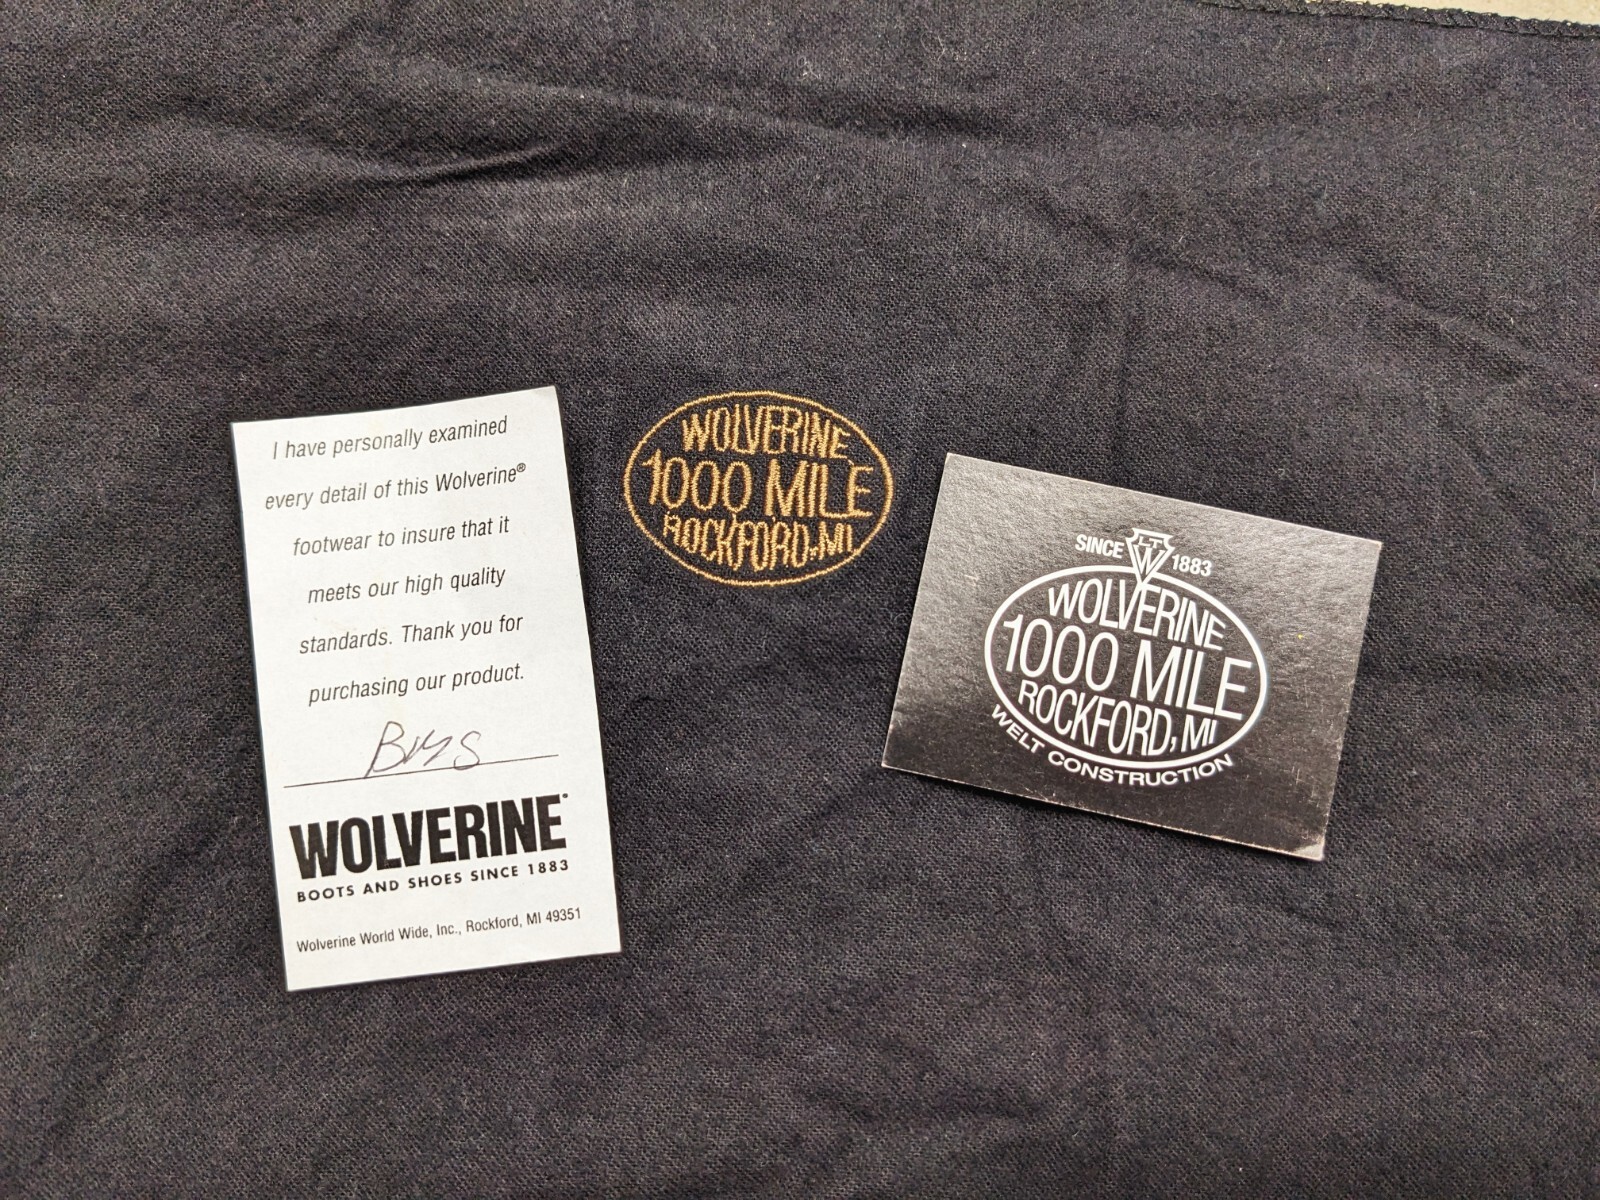 I have personally examined
every detail of this Wolverine®
footwear to insure that it
meets our high quality
standards. Thank you for
purchasing our product.
WOLVERINE
BOOTS AND SHOES SINCE 1883
Wolverine World Wide, Inc., Rockford, MI 49351
WOLVERINE
1000 MILE
ROCKFORD, MI
LT
SINCE W 1883
WOLVERINE
1000 MILE
ROCKFORD, MI
WELT CONSTRUCTION